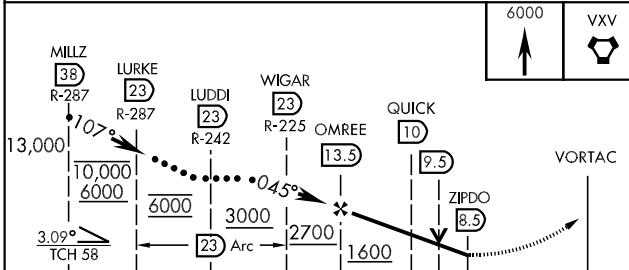 6000
VXV
MILLZ
38
R-287
LURKE
23
R-287
LUDDI
23
R-242
WIGAR
23
R-225
OMREE
13.5
QUICK
10
9.5
ZIPDO
8.5
VORTAC
107°
045°
13,000
10,000
6000
6000
3000
2700
1600
3.09°
TCH 58
23 Arc